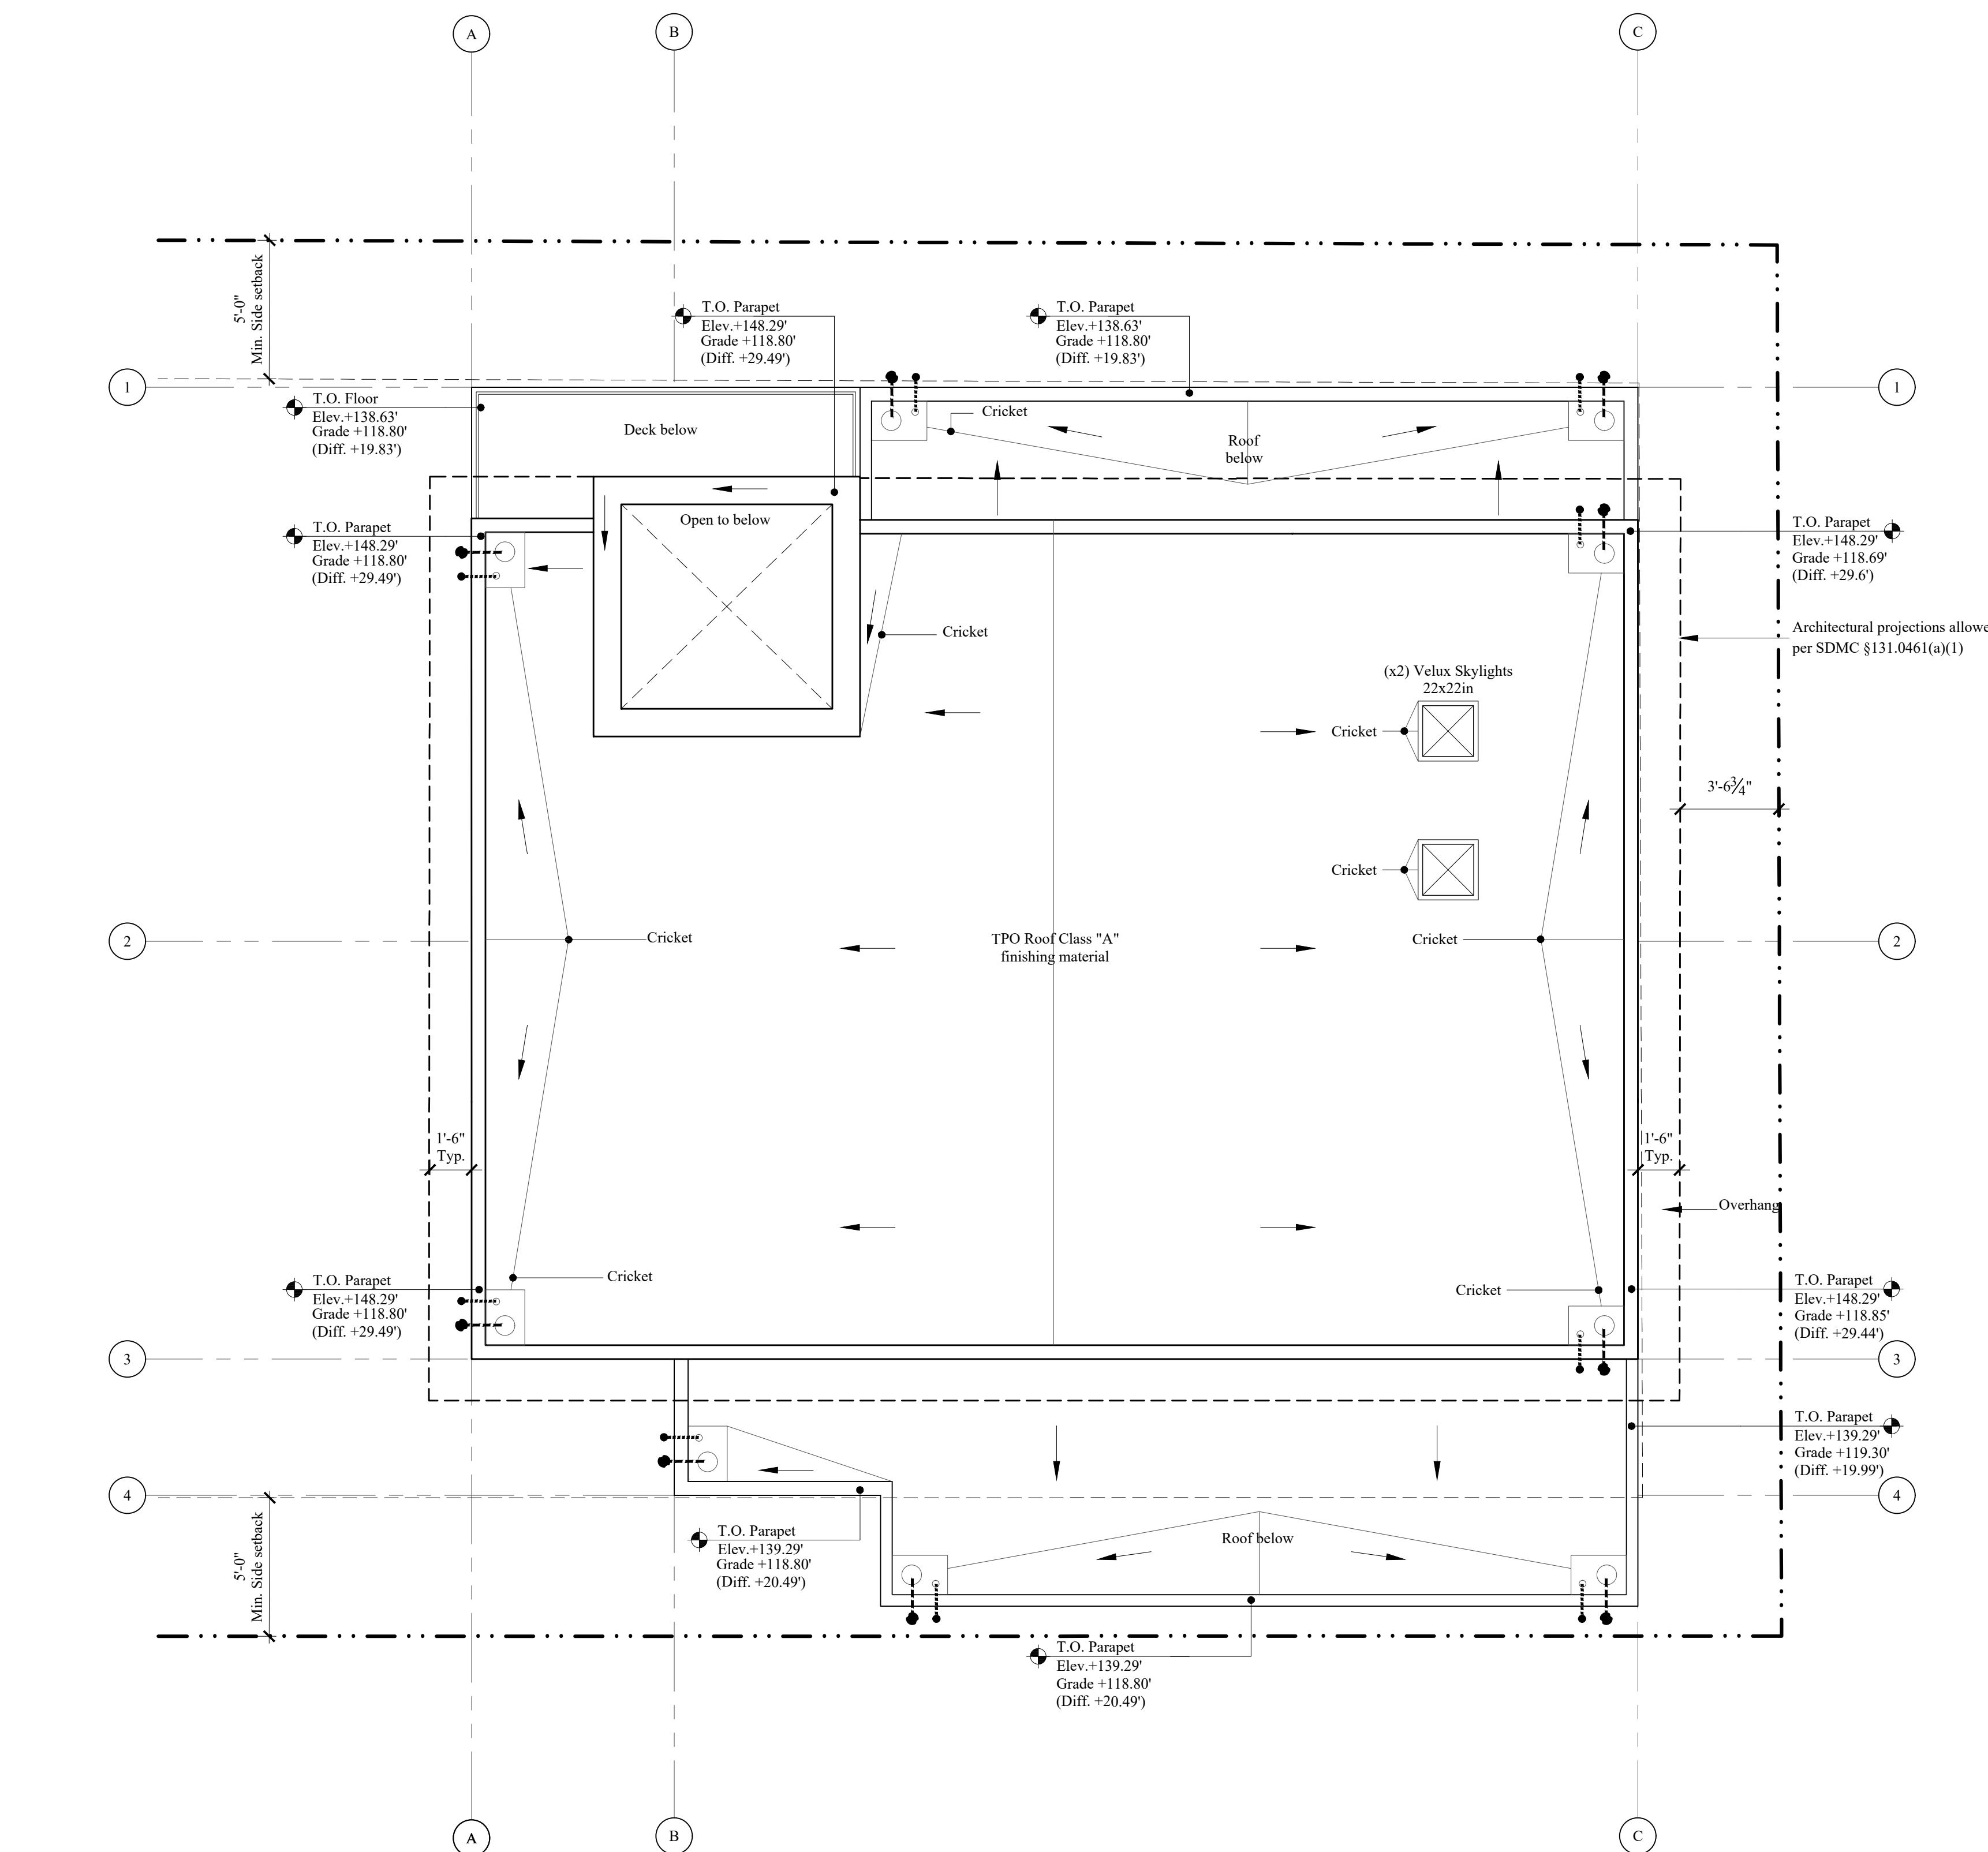 A
B
C
5'-0"
Min. Side setback
T.O. Parapet
Elev.+148.29'
Grade +118.80'
(Diff. +29.49')
T.O. Parapet
Elev.+138.63'
Grade +118.80'
(Diff. +19.83')
1
1
T.O. Floor
Elev.+138.63'
Grade +118.80'
(Diff. +19.83')
Deck below
Cricket
Roof
below
Open to below
T.O. Parapet
Elev.+148.29'
Grade +118.80'
(Diff. +29.49')
T.O. Parapet
Elev.+148.29'
Grade +118.69'
(Diff. +29.6')
Cricket
Architectural projections allowe
per SDMC §131.0461(a)(1)
(x2) Velux Skylights
22x22in
Cricket
3'-6¾"
Cricket
2
Cricket
TPO Roof Class "A"
finishing material
Cricket
2
1'-6"
Typ.
1'-6"
Typ.
Overhang
Cricket
Cricket
T.O. Parapet
Elev.+148.29'
Grade +118.80'
(Diff. +29.49')
T.O. Parapet
Elev.+148.29'
Grade +118.85'
(Diff. +29.44')
3
3
T.O. Parapet
Elev.+139.29'
Grade +119.30'
(Diff. +19.99')
4
4
T.O. Parapet
Elev.+139.29'
Grade +118.80'
(Diff. +20.49')
Roof below
5'-0"
Min. Side setback
T.O. Parapet
Elev.+139.29'
Grade +118.80'
(Diff. +20.49')
A
B
C